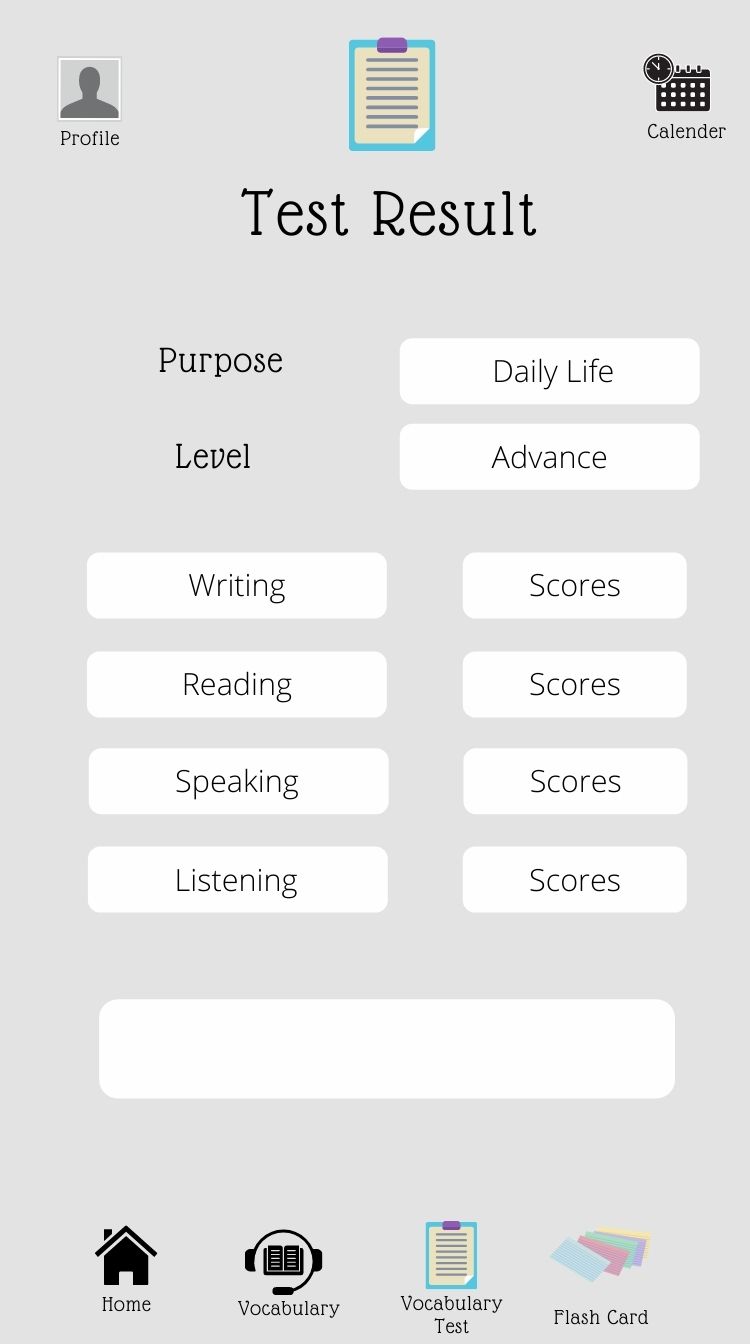 Profile
Calender
Test Result
Purpose
Daily Life
Level
Advance
Writing
Scores
Reading
Scores
Speaking
Scores
Listening
Scores
Home
Vocabulary
Vocabulary
Test
Flash Card